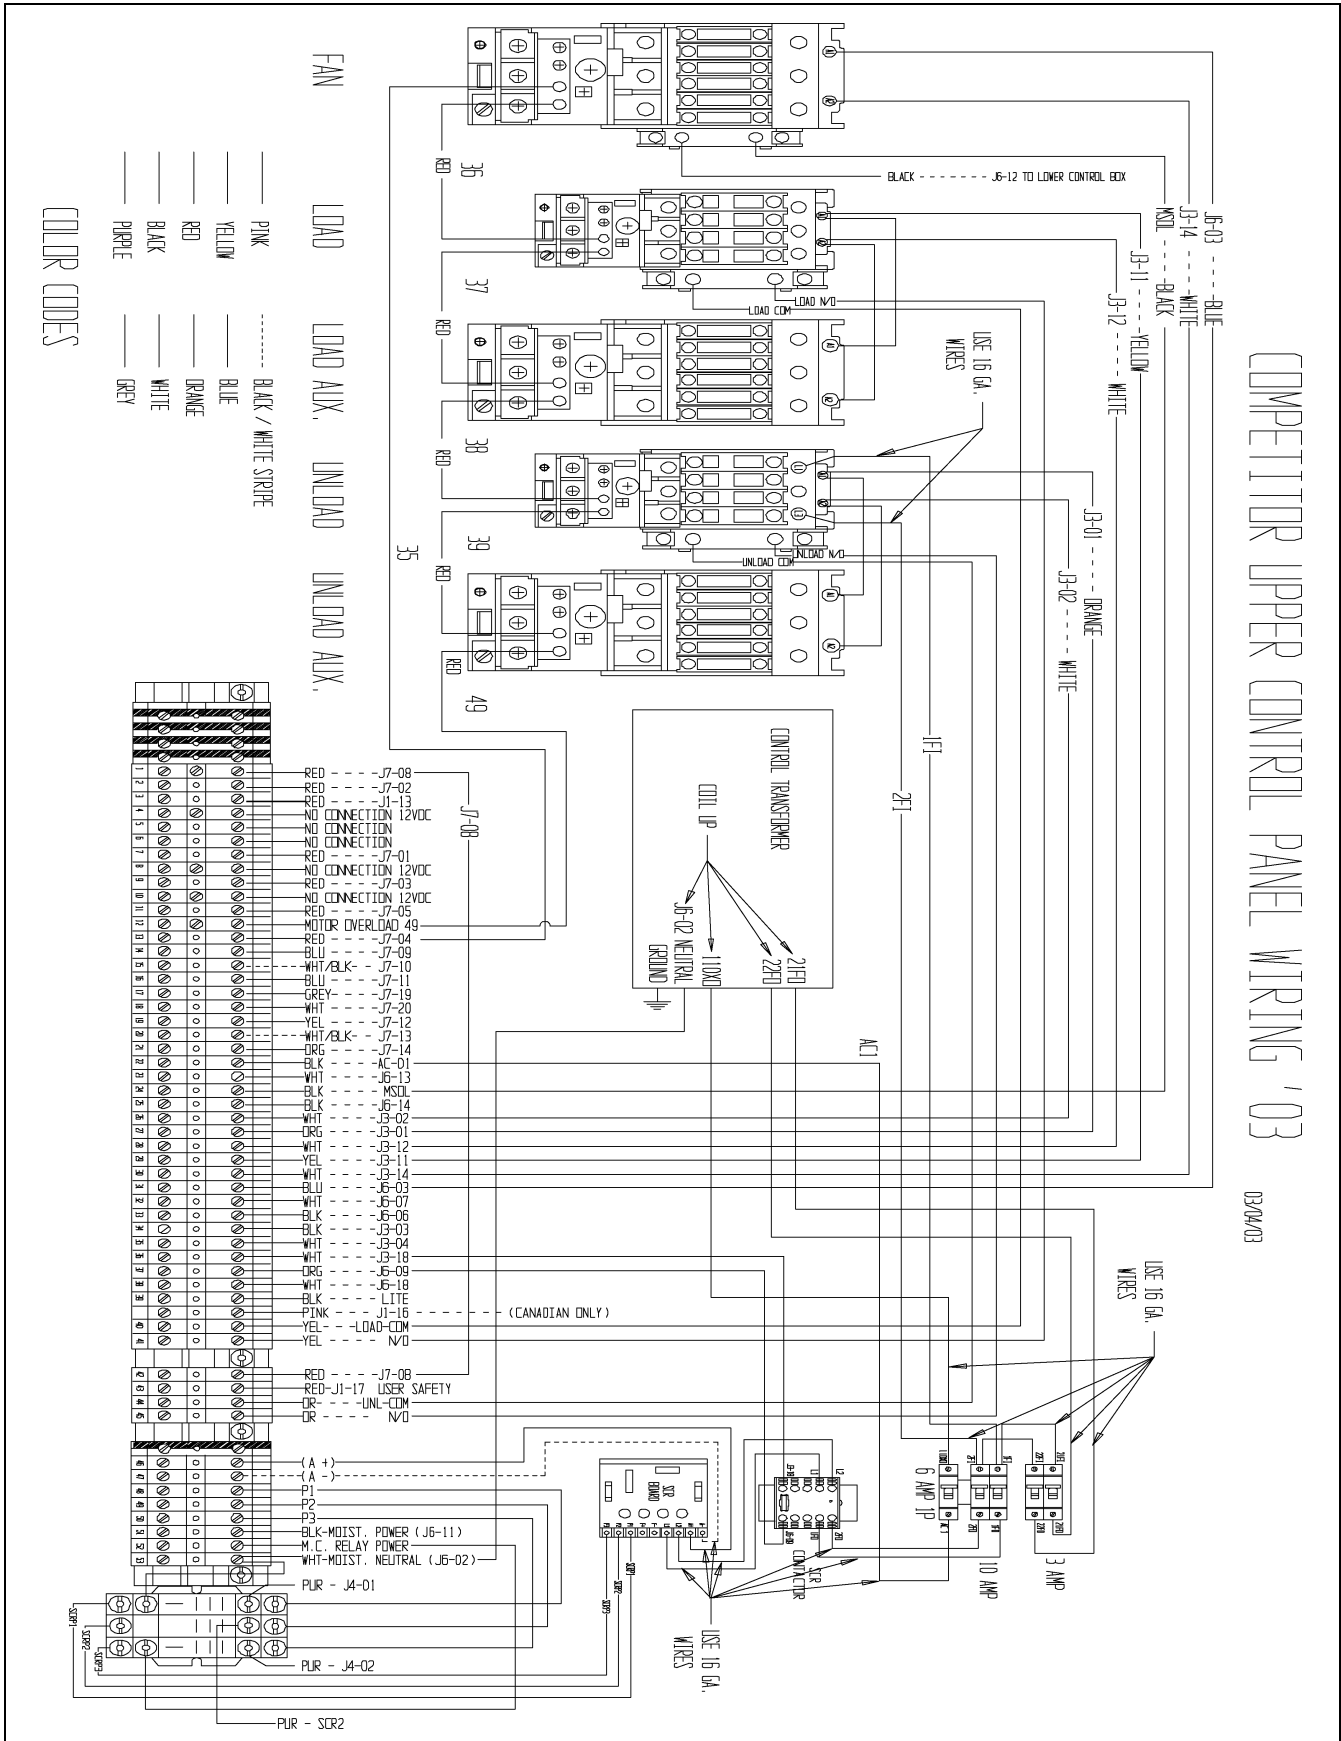 COMPETITOR UPPER CONTROL PANEL WIRING '03
03/04/03
FAN
LOAD
LOAD AUX.
UNLOAD
UNLOAD AUX.
COLOR CODES
PINK
YELLOW
RED
BLACK
PURPLE
BLACK / WHITE STRIPE
BLUE
ORANGE
WHITE
GREY
RED
36
RED
37
RED
38
RED
39
RED
49
RED
35
BLACK - - - - - - - J6-12 TO LOWER CONTROL BOX
J6-03 - - - BLUE
J3-14 - - - WHITE
MSOL - - - BLACK
J3-11 - - - YELLOW
J3-12 - - - WHITE
LOAD N/O
LOAD COM
USE 16 GA.
WIRES
J3-01 - - - ORANGE
J3-02 - - - WHITE
UNLOAD N/O
UNLOAD COM
1FI
2FI
CONTROL TRANSFORMER
COIL UP
J6-02 NEUTRAL
GROUND
110XO
22FO
21FO
AC1
J7-08
RED - - - - J7-08
RED - - - - J7-02
RED - - - - J1-13
NO CONNECTION 12VDC
NO CONNECTION
NO CONNECTION
RED - - - - J7-01
NO CONNECTION 12VDC
RED - - - - J7-03
NO CONNECTION 12VDC
RED - - - - J7-05
MOTOR OVERLOAD 49
RED - - - - J7-04
BLU - - - - J7-09
WHT/BLK - - J7-10
BLU - - - - J7-11
GREY - - - - J7-19
WHT - - - - J7-20
YEL - - - - J7-12
WHT/BLK - - J7-13
ORG - - - - J7-14
BLK - - - - AC-01
WHT - - - - J6-13
BLK - - - - MSOL
BLK - - - - J6-14
WHT - - - - J3-02
ORG - - - - J3-01
WHT - - - - J3-12
YEL - - - - J3-11
WHT - - - - J3-14
BLU - - - - J6-03
WHT - - - - J6-07
BLK - - - - J6-06
BLK - - - - J3-03
WHT - - - - J3-04
WHT - - - - J3-18
ORG - - - - J6-09
WHT - - - - J6-18
BLK - - - - LITE
PINK - - - J1-16 - - - - - - - (CANADIAN ONLY)
YEL - - - LOAD-COM
YEL - - - - N/O
RED - - - - J7-08
RED-J1-17 USER SAFETY
OR - - - - UNL-COM
OR - - - - N/O
(A +)
(A -)
P1
P2
P3
BLK-MOIST. POWER (J6-11)
M.C. RELAY POWER
WHT-MOIST. NEUTRAL (J6-02)
PUR - J4-01
PUR - J4-02
PUR - SCR2
SCRP1
SCRP2
SCRP3
SCR
BOARD
SCRP1
SCRP2
SCRP3
SCR
CONTACTOR
USE 16 GA.
WIRES
USE 16 GA.
WIRES
6 AMP 1P
10 AMP
3 AMP